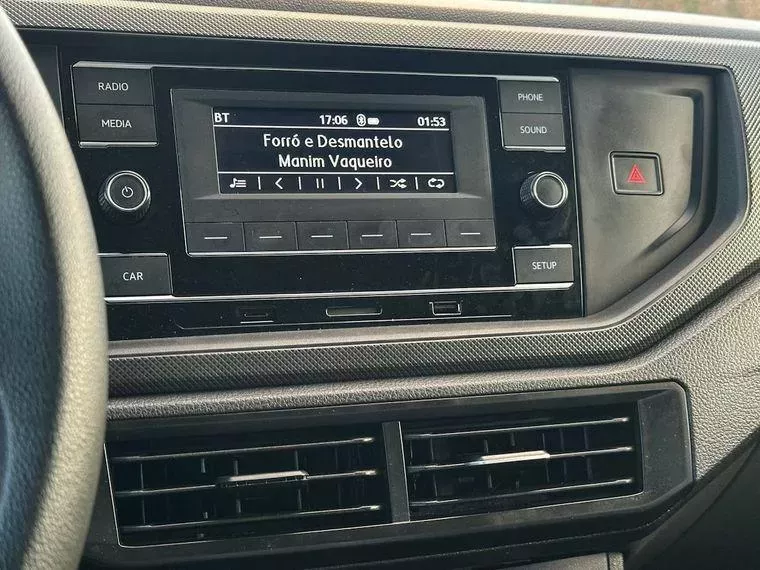 RADIO
MEDIA
BT 17:06 01:53
Forró e Desmantelo
Manim Vaqueiro
PHONE
SOUND
CAR
SETUP